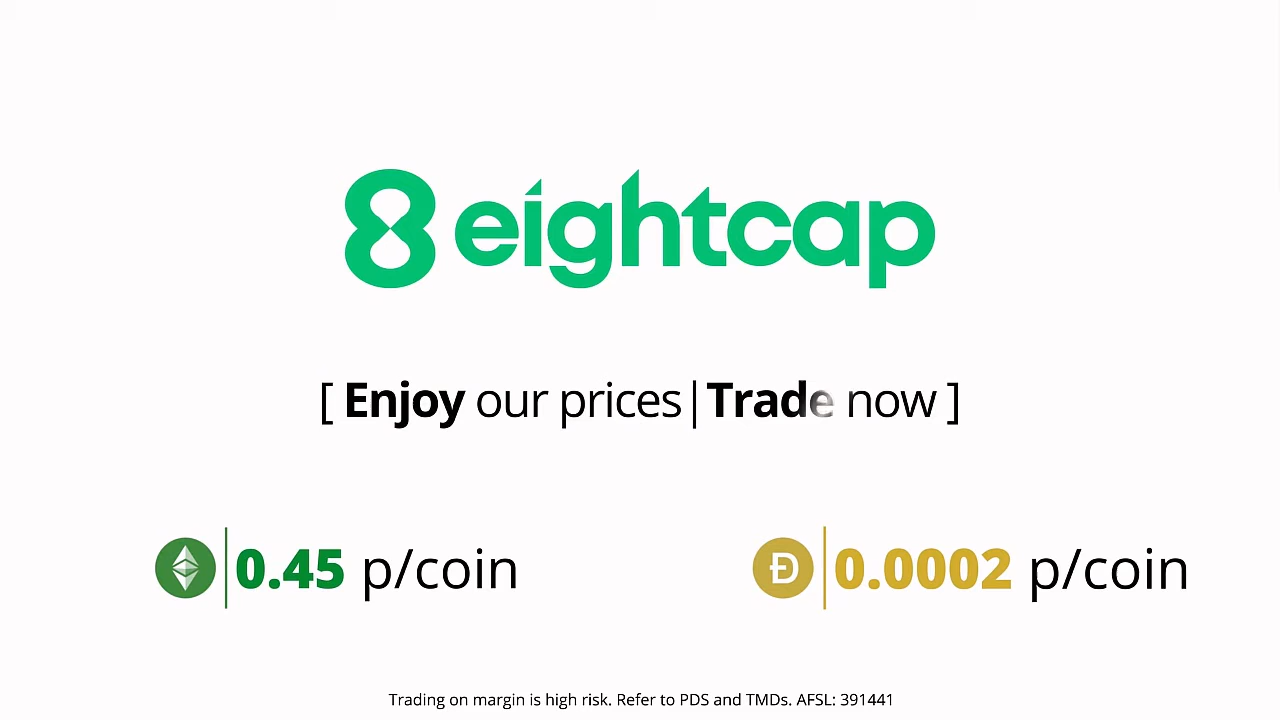 8 eightcap
[ Enjoy our prices|Trade now ]
0.45 p/coin
0.0002 p/coin
Trading on margin is high risk. Refer to PDS and TMDs. AFSL: 391441